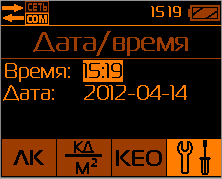 СЕТЬ
COM
15:19
Дата/время
Время: 15:19
Дата: 2012-04-14
ЛК
КД
М²
КЕО